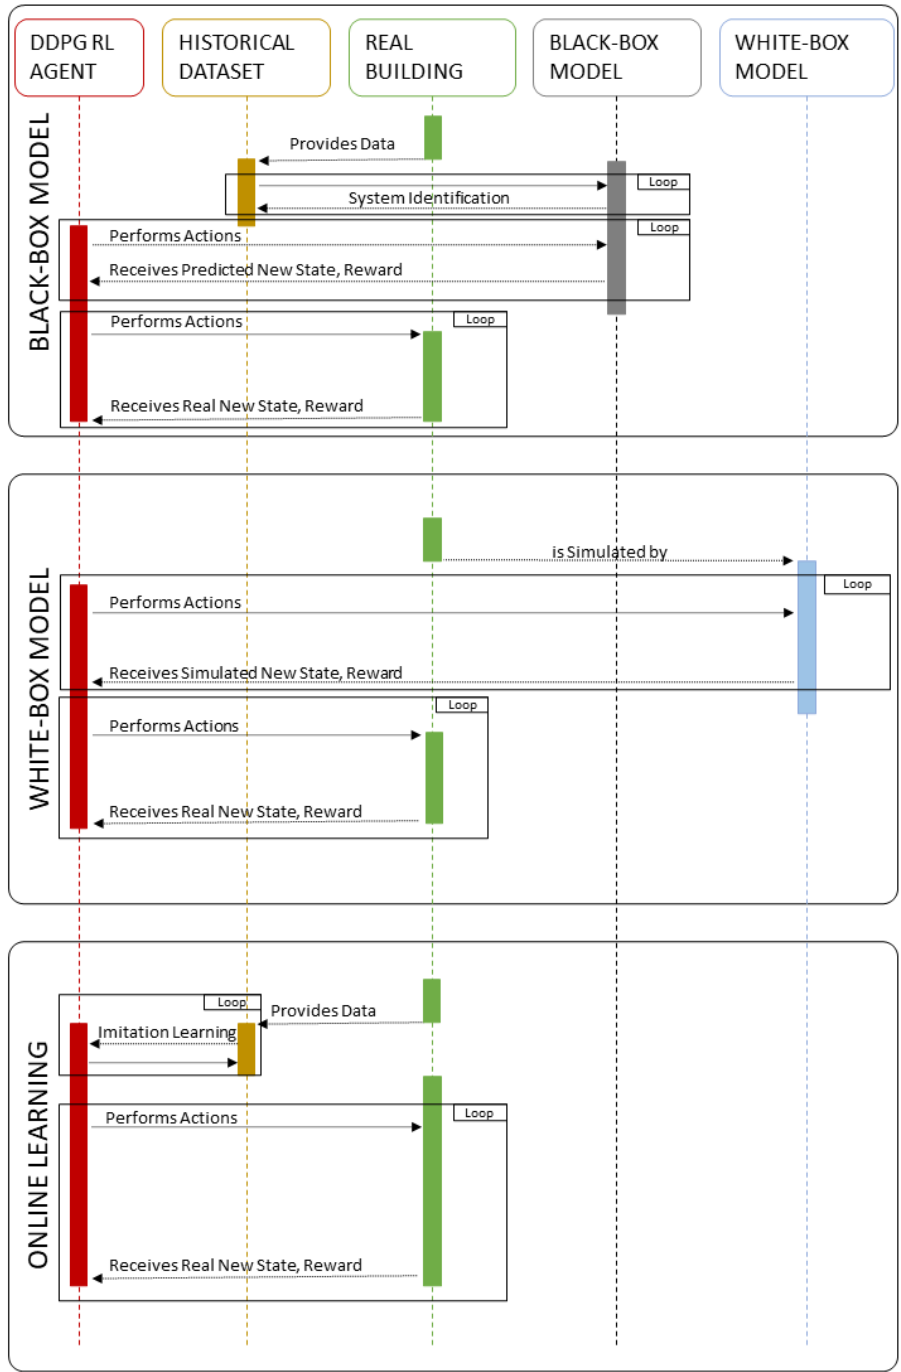 DDPG RL
AGENT
HISTORICAL
DATASET
REAL
BUILDING
BLACK-BOX
MODEL
WHITE-BOX
MODEL
BLACK-BOX MODEL
Provides Data
Loop
System Identification
Loop
Performs Actions
Receives Predicted New State, Reward
Loop
Performs Actions
Receives Real New State, Reward
WHITE-BOX MODEL
is Simulated by
Loop
Performs Actions
Receives Simulated New State, Reward
Loop
Performs Actions
Receives Real New State, Reward
ONLINE LEARNING
Loop
Provides Data
Imitation Learning
Loop
Performs Actions
Receives Real New State, Reward